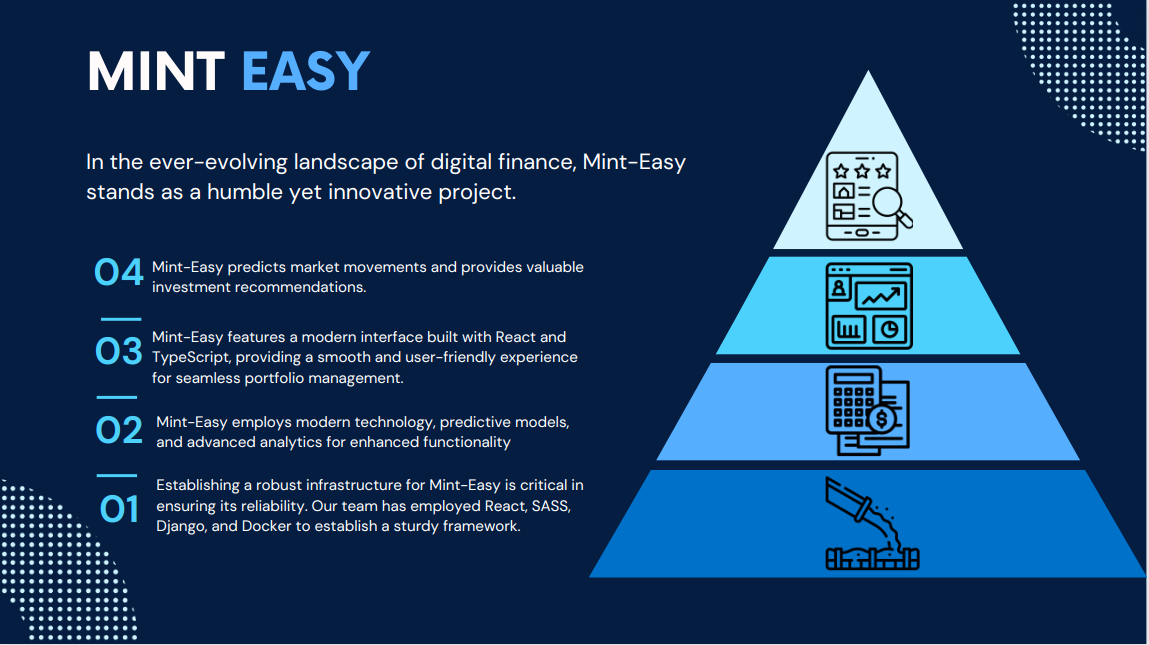 MINT EASY
In the ever-evolving landscape of digital finance, Mint-Easy
stands as a humble yet innovative project.
04
Mint-Easy predicts market movements and provides valuable
investment recommendations.
03
Mint-Easy features a modern interface built with React and
TypeScript, providing a smooth and user-friendly experience
for seamless portfolio management.
02
Mint-Easy employs modern technology, predictive models,
and advanced analytics for enhanced functionality
01
Establishing a robust infrastructure for Mint-Easy is critical in
ensuring its reliability. Our team has employed React, SASS,
Django, and Docker to establish a sturdy framework.
$